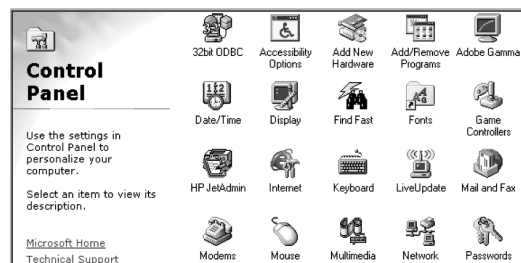 Control
Panel
Use the settings in
Control Panel to
personalize your
computer.
Select an item to view its
description.
Microsoft Home
Technical Support
32bit ODBC
Accessibility
Options
Add New
Hardware
Add/Remove
Programs
Adobe Gamma
Date/Time
Display
Find Fast
Fonts
Game
Controllers
HP JetAdmin
Internet
Keyboard
LiveUpdate
Mail and Fax
Modems
Mouse
Multimedia
Network
Passwords